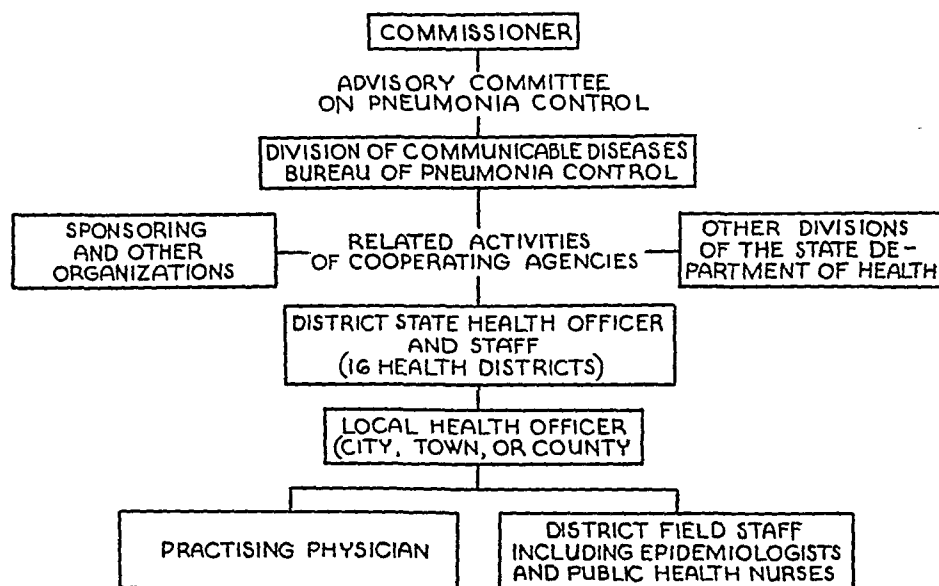 COMMISSIONER
ADVISORY COMMITTEE
ON PNEUMONIA CONTROL
DIVISION OF COMMUNICABLE DISEASES
BUREAU OF PNEUMONIA CONTROL
SPONSORING
AND OTHER
ORGANIZATIONS
RELATED ACTIVITIES
OF COOPERATING AGENCIES
OTHER DIVISIONS
OF THE STATE DE-
PARTMENT OF HEALTH
DISTRICT STATE HEALTH OFFICER
AND STAFF
(16 HEALTH DISTRICTS)
LOCAL HEALTH OFFICER
(CITY, TOWN, OR COUNTY
PRACTISING PHYSICIAN
DISTRICT FIELD STAFF
INCLUDING EPIDEMIOLOGISTS
AND PUBLIC HEALTH NURSES